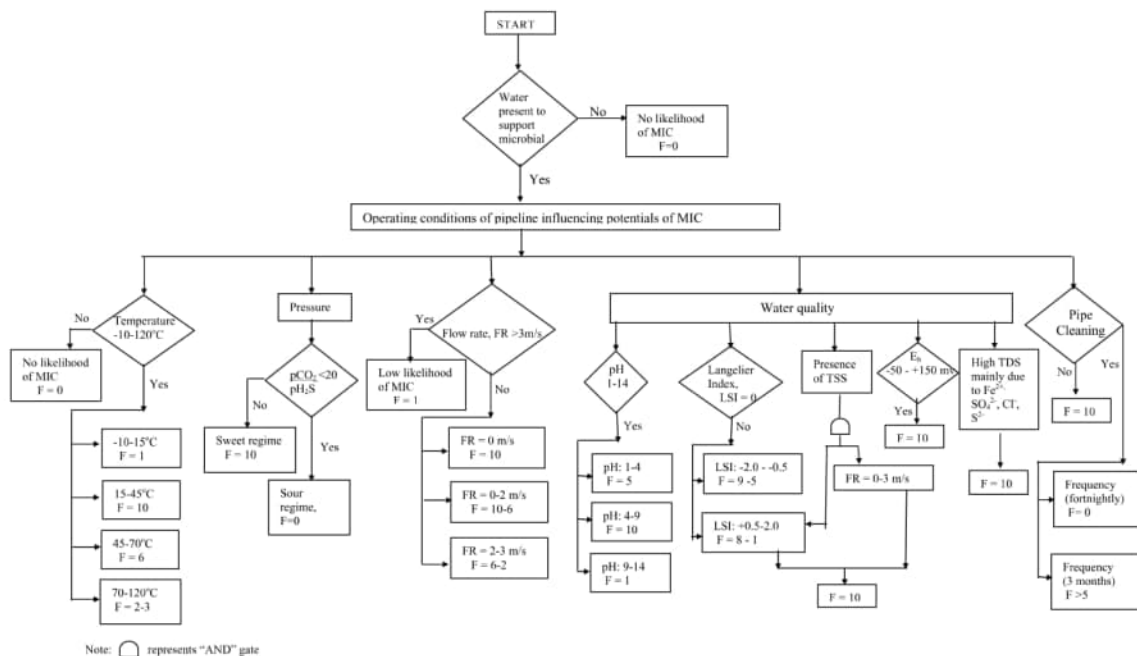 START
Water
present to
support
microbial
No
No likelihood
of MIC
F=0
Yes
Operating conditions of pipeline influencing potentials of MIC
No
Temperature
-10-120°C
No likelihood
of MIC
F = 0
Yes
-10-15°C
F = 1
15-45°C
F = 10
45-70°C
F = 6
70-120°C
F = 2-3
Pressure
pCO₂ <20
pH₂S
No
Sweet regime
F = 10
Yes
Sour
regime,
F=0
Yes
Flow rate, FR >3m/s
Low likelihood
of MIC
F = 1
No
FR = 0 m/s
F = 10
FR = 0-2 m/s
F = 10-6
FR = 2-3 m/s
F = 6-2
Water quality
pH
1-14
Yes
pH: 1-4
F = 5
pH: 4-9
F = 10
pH: 9-14
F = 1
Langelier
Index,
LSI = 0
No
LSI: -2.0 - -0.5
F = 9 -5
LSI: +0.5-2.0
F = 8 - 1
Presence
of TSS
FR = 0-3 m/s
F = 10
Eₕ
-50 - +150 mv
Yes
F = 10
High TDS
mainly due
to Fe²⁺,
SO₄²⁻, Cl⁻,
S²⁻
F = 10
Pipe
Cleaning
No
F = 10
Yes
Frequency
(fortnightly)
F= 0
Frequency
(3 months)
F >5
Note: represents “AND” gate